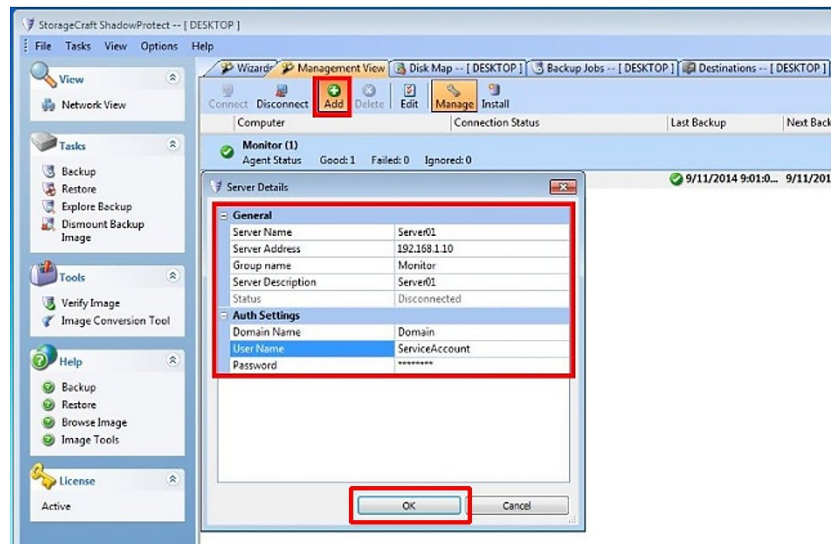 StorageCraft ShadowProtect -- [ DESKTOP ]
File Tasks View Options Help
View
Network View
Tasks
Backup
Restore
Explore Backup
Dismount Backup
Image
Tools
Verify Image
Image Conversion Tool
Help
Backup
Restore
Browse Image
Image Tools
License
Active
Wizards Management View Disk Map -- [ DESKTOP ] Backup Jobs -- [ DESKTOP ] Destinations -- [ DESKTOP ]
Connect Disconnect Add Delete Edit Manage Install
Computer Connection Status Last Backup Next Back
Monitor (1)
Agent Status Good: 1 Failed: 0 Ignored: 0
9/11/2014 9:01:0... 9/11/201
Server Details
General
Server Name Server01
Server Address 192.168.1.10
Group name Monitor
Server Description Server01
Status Disconnected
Auth Settings
Domain Name Domain
User Name ServiceAccount
Password ********
OK Cancel